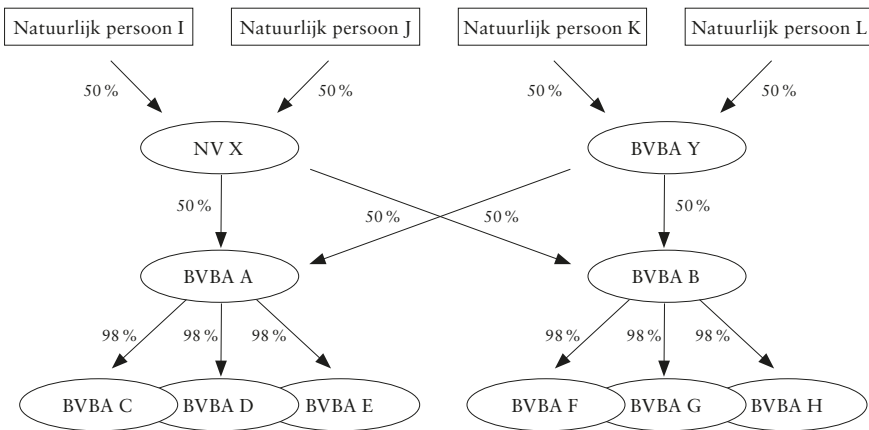 Natuurlijk persoon I
Natuurlijk persoon J
Natuurlijk persoon K
Natuurlijk persoon L
50 %
50 %
50 %
50 %
NV X
BVBA Y
50 %
50 %
50 %
50 %
BVBA A
BVBA B
98 %
98 %
98 %
98 %
98 %
98 %
BVBA C
BVBA D
BVBA E
BVBA F
BVBA G
BVBA H